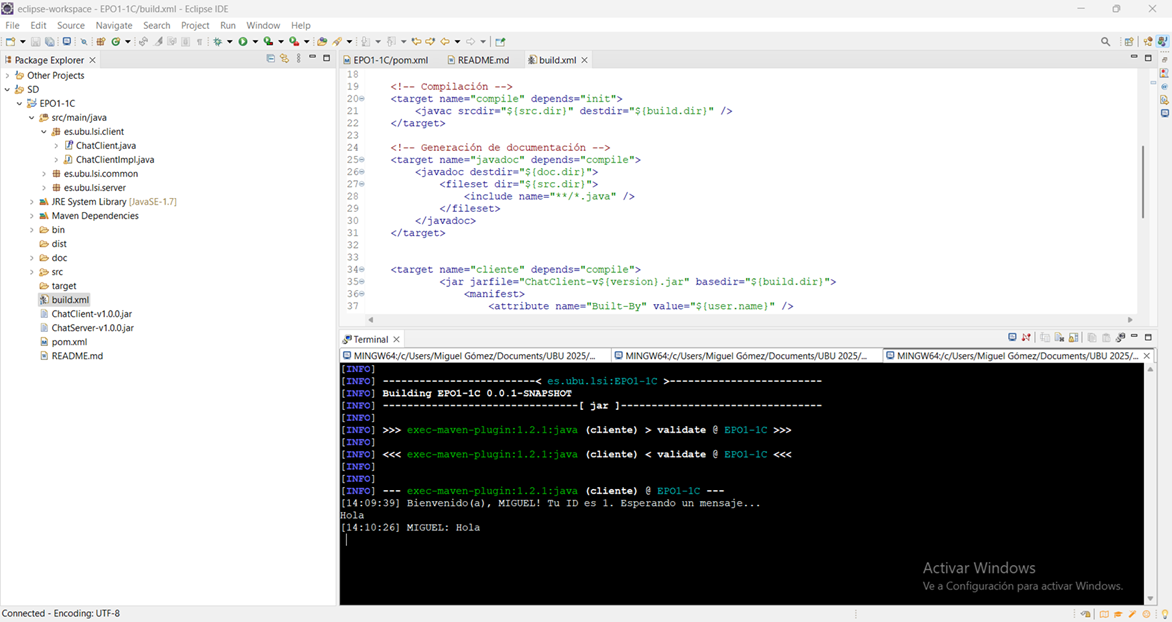 eclipse-workspace - EPO1-1C/build.xml - Eclipse IDE
File Edit Source Navigate Search Project Run Window Help
Package Explorer
EPO1-1C/pom.xml README.md build.xml
Other Projects
SD
EPO1-1C
src/main/java
es.ubu.lsi.client
ChatClient.java
ChatClientImpl.java
es.ubu.lsi.common
es.ubu.lsi.server
JRE System Library [JavaSE-1.7]
Maven Dependencies
bin
dist
doc
src
target
build.xml
ChatClient-v1.0.0.jar
ChatServer-v1.0.0.jar
pom.xml
README.md
18
19 <!-- Compilación -->
20 <target name="compile" depends="init">
21 <javac srcdir="${src.dir}" destdir="${build.dir}" />
22 </target>
23
24 <!-- Generación de documentación -->
25 <target name="javadoc" depends="compile">
26 <javadoc destdir="${doc.dir}">
27 <fileset dir="${src.dir}">
28 <include name="**/*.java" />
29 </fileset>
30 </javadoc>
31 </target>
32
33
34 <target name="cliente" depends="compile">
35 <jar jarfile="ChatClient-v${version}.jar" basedir="${build.dir}">
36 <manifest>
37 <attribute name="Built-By" value="${user.name}" />
Terminal
MINGW64:/c/Users/Miguel Gómez/Documents/UBU 2025/... MINGW64:/c/Users/Miguel Gómez/Documents/UBU 2025/... MINGW64:/c/Users/Miguel Gómez/Documents/UBU 2025/...
[INFO]
[INFO] --------------------------< es.ubu.lsi:EPO1-1C >--------------------------
[INFO] Building EPO1-1C 0.0.1-SNAPSHOT
[INFO] --------------------------------[ jar ]---------------------------------
[INFO]
[INFO] >>> exec-maven-plugin:1.2.1:java (cliente) > validate @ EPO1-1C >>>
[INFO]
[INFO] <<< exec-maven-plugin:1.2.1:java (cliente) < validate @ EPO1-1C <<<
[INFO]
[INFO]
[INFO] --- exec-maven-plugin:1.2.1:java (cliente) @ EPO1-1C ---
[14:09:39] Bienvenido(a), MIGUEL! Tu ID es 1. Esperando un mensaje...
Hola
[14:10:26] MIGUEL: Hola
Activar Windows
Ve a Configuración para activar Windows.
Connected - Encoding: UTF-8